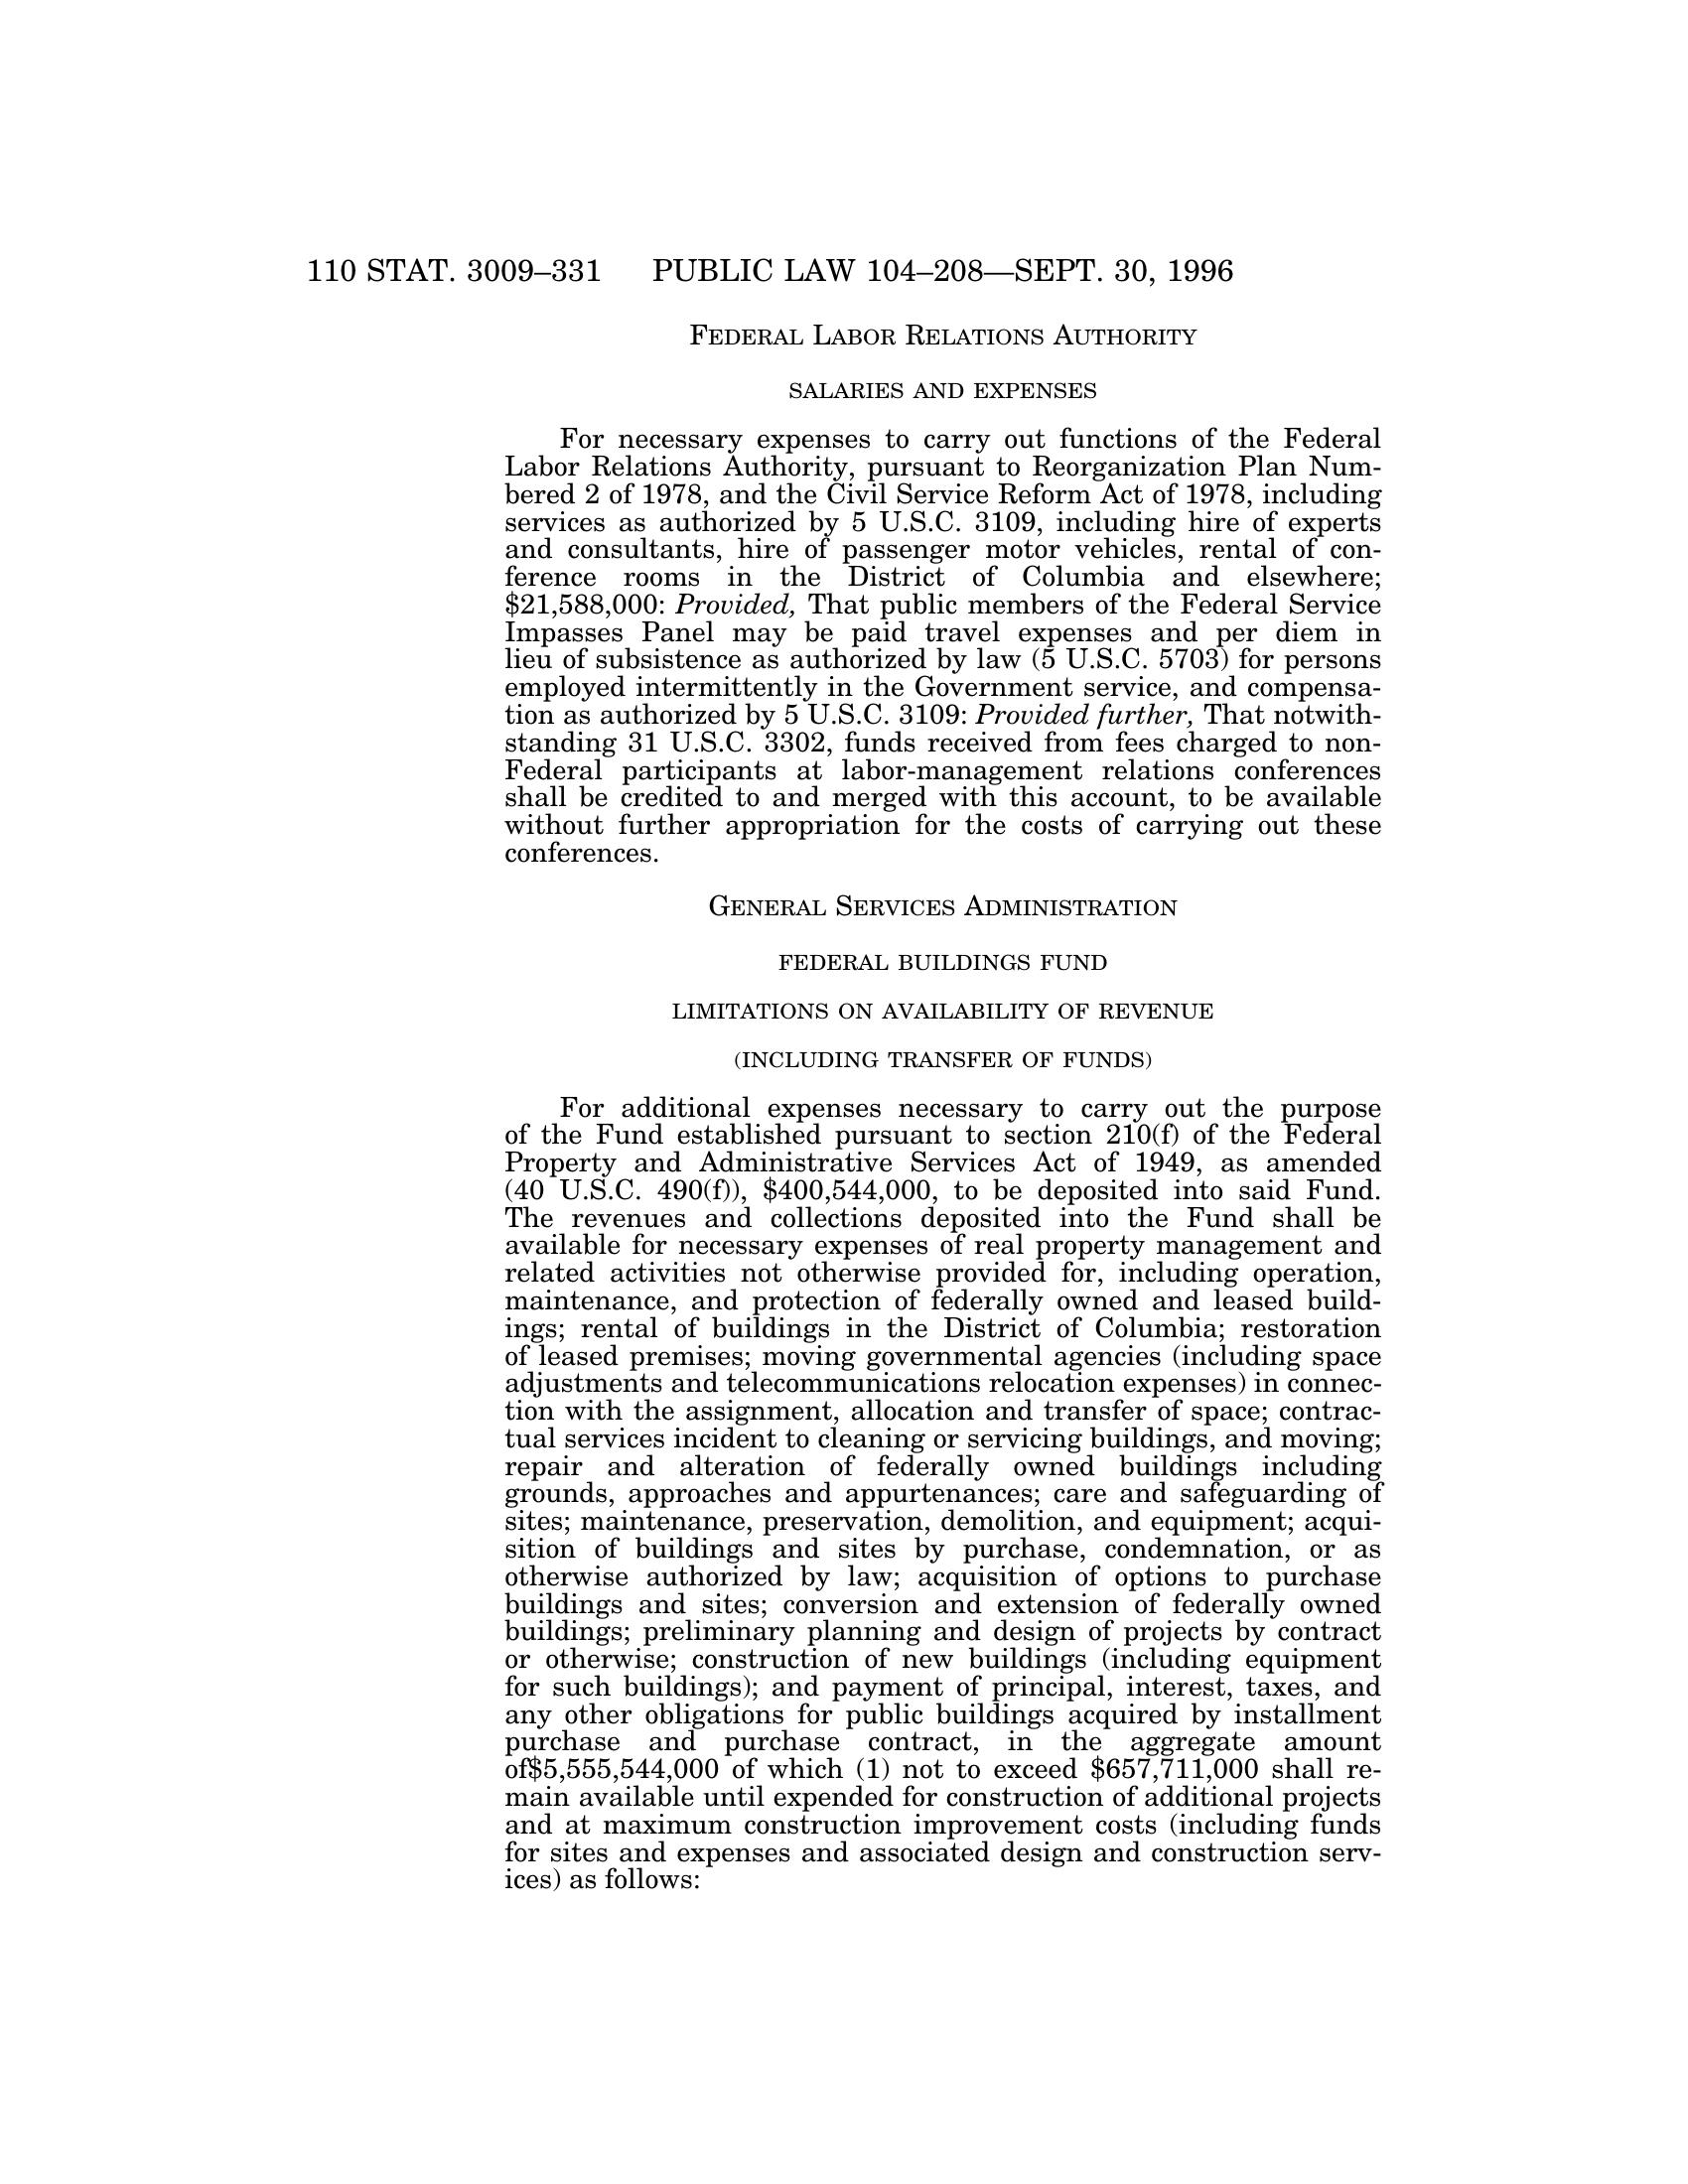 110 STAT. 3009–331 PUBLIC LAW 104–208—SEPT. 30, 1996
FEDERAL LABOR RELATIONS AUTHORITY
SALARIES AND EXPENSES
For necessary expenses to carry out functions of the Federal
Labor Relations Authority, pursuant to Reorganization Plan Num-
bered 2 of 1978, and the Civil Service Reform Act of 1978, including
services as authorized by 5 U.S.C. 3109, including hire of experts
and consultants, hire of passenger motor vehicles, rental of con-
ference rooms in the District of Columbia and elsewhere;
$21,588,000: Provided, That public members of the Federal Service
Impasses Panel may be paid travel expenses and per diem in
lieu of subsistence as authorized by law (5 U.S.C. 5703) for persons
employed intermittently in the Government service, and compensa-
tion as authorized by 5 U.S.C. 3109: Provided further, That notwith-
standing 31 U.S.C. 3302, funds received from fees charged to non-
Federal participants at labor-management relations conferences
shall be credited to and merged with this account, to be available
without further appropriation for the costs of carrying out these
conferences.
GENERAL SERVICES ADMINISTRATION
FEDERAL BUILDINGS FUND
LIMITATIONS ON AVAILABILITY OF REVENUE
(INCLUDING TRANSFER OF FUNDS)
For additional expenses necessary to carry out the purpose
of the Fund established pursuant to section 210(f) of the Federal
Property and Administrative Services Act of 1949, as amended
(40 U.S.C. 490(f)), $400,544,000, to be deposited into said Fund.
The revenues and collections deposited into the Fund shall be
available for necessary expenses of real property management and
related activities not otherwise provided for, including operation,
maintenance, and protection of federally owned and leased build-
ings; rental of buildings in the District of Columbia; restoration
of leased premises; moving governmental agencies (including space
adjustments and telecommunications relocation expenses) in connec-
tion with the assignment, allocation and transfer of space; contrac-
tual services incident to cleaning or servicing buildings, and moving;
repair and alteration of federally owned buildings including
grounds, approaches and appurtenances; care and safeguarding of
sites; maintenance, preservation, demolition, and equipment; acqui-
sition of buildings and sites by purchase, condemnation, or as
otherwise authorized by law; acquisition of options to purchase
buildings and sites; conversion and extension of federally owned
buildings; preliminary planning and design of projects by contract
or otherwise; construction of new buildings (including equipment
for such buildings); and payment of principal, interest, taxes, and
any other obligations for public buildings acquired by installment
purchase and purchase contract, in the aggregate amount
of$5,555,544,000 of which (1) not to exceed $657,711,000 shall re-
main available until expended for construction of additional projects
and at maximum construction improvement costs (including funds
for sites and expenses and associated design and construction serv-
ices) as follows: